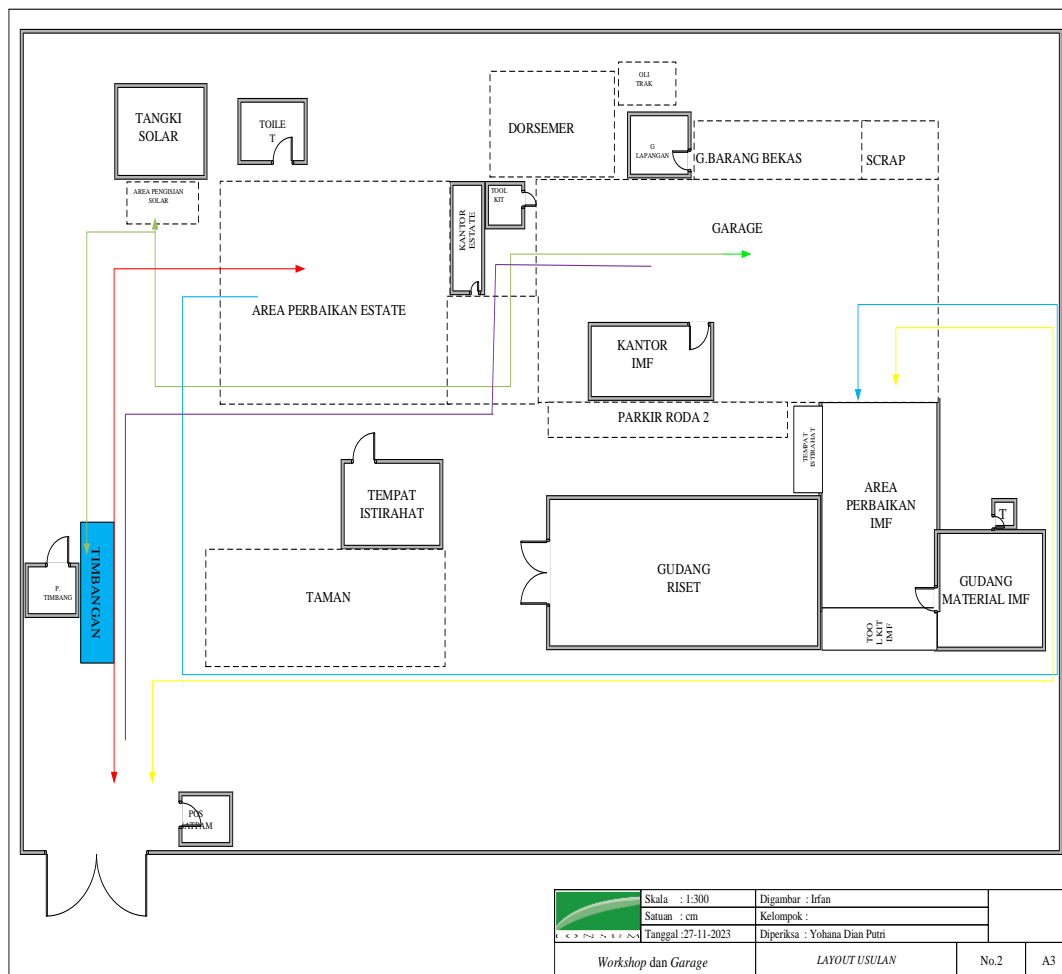 OLI
TRAK
TANGKI
SOLAR
TOILE
T
DORSEMER
G
LAPANGAN
G.BARANG BEKAS
SCRAP
AREA PENGISIAN
SOLAR
TOOL
KIT
KANTOR
ESTATE
GARAGE
AREA PERBAIKAN ESTATE
KANTOR
IMF
PARKIR RODA 2
TEMPAT
ISTIRAHAT
AREA
PERBAIKAN
IMF
TEMPAT
ISTIRAHAT
T
GUDANG
RISET
GUDANG
MATERIAL IMF
P.
TIMBANG
TIMBANGAN
TAMAN
TOO
L KIT
IMF
POS
SATPAM
LONSUM
Skala : 1:300
Digambar : Irfan
Satuan : cm
Kelompok :
Tanggal :27-11-2023
Diperiksa : Yohana Dian Putri
Workshop dan Garage
LAYOUT USULAN
No.2
A3